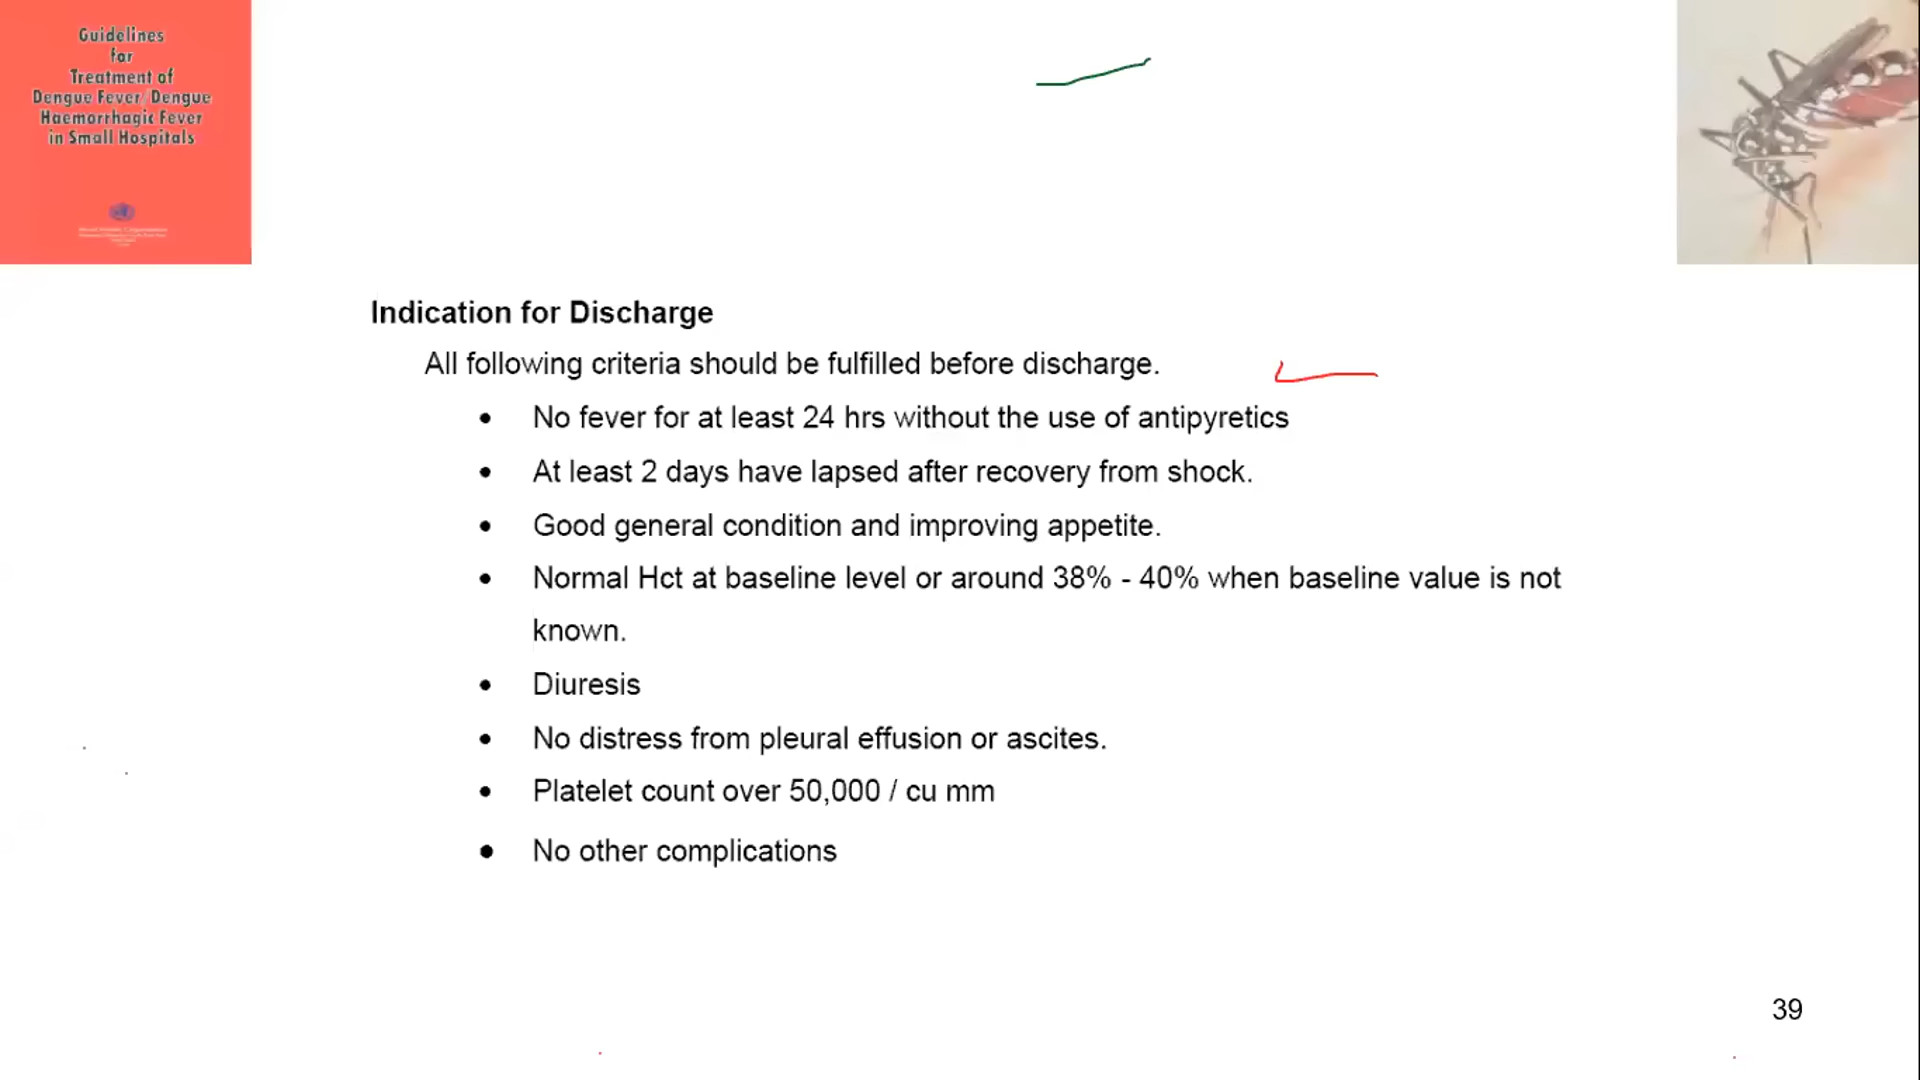 Guidelines
for
Treatment of
Dengue Fever/Dengue
Haemorrhagic Fever
in Small Hospitals
Indication for Discharge
All following criteria should be fulfilled before discharge.
• No fever for at least 24 hrs without the use of antipyretics
• At least 2 days have lapsed after recovery from shock.
• Good general condition and improving appetite.
• Normal Hct at baseline level or around 38% - 40% when baseline value is not
known.
• Diuresis
• No distress from pleural effusion or ascites.
• Platelet count over 50,000 / cu mm
• No other complications
39